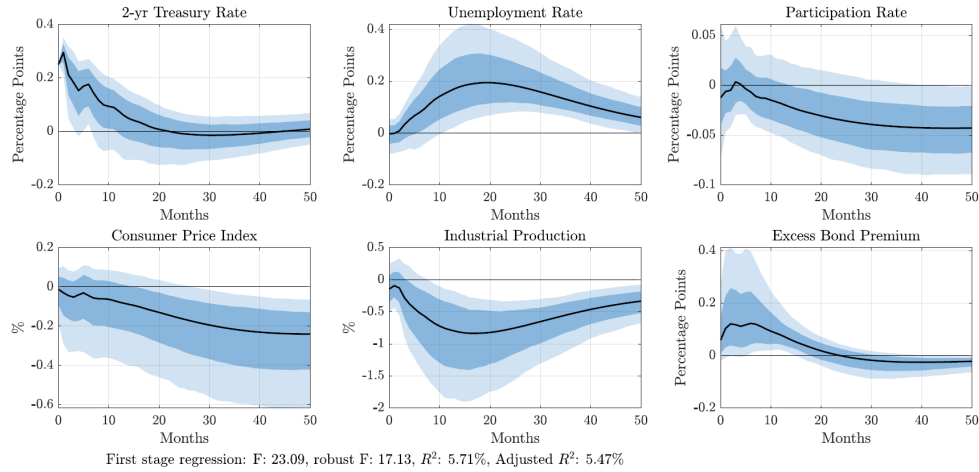 2-yr Treasury Rate
Percentage Points
0.4
0.2
0
-0.2
0 10 20 30 40 50
Months
Unemployment Rate
Percentage Points
0.4
0.2
0
-0.2
0 10 20 30 40 50
Months
Participation Rate
Percentage Points
0.05
0
-0.05
-0.1
0 10 20 30 40 50
Months
Consumer Price Index
%
0.2
0
-0.2
-0.4
-0.6
0 10 20 30 40 50
Months
Industrial Production
%
0.5
0
-0.5
-1
-1.5
-2
0 10 20 30 40 50
Months
Excess Bond Premium
Percentage Points
0.4
0.2
0
-0.2
0 10 20 30 40 50
Months
First stage regression: F: 23.09, robust F: 17.13, R²: 5.71%, Adjusted R²: 5.47%